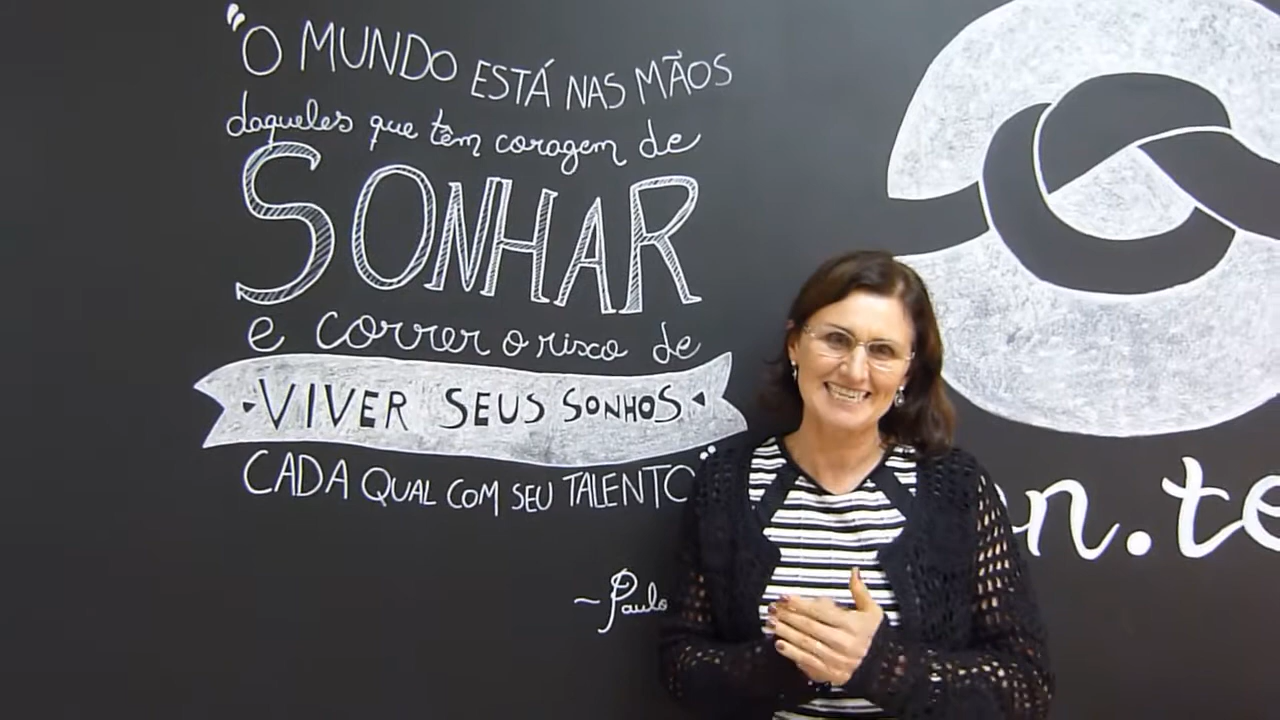 "O MUNDO ESTÁ NAS MÃOS
daqueles que têm coragem de
SONHAR
e correr o risco de
VIVER SEUS SONHOS
CADA QUAL COM SEU TALENTO"
~Paulo
n.te